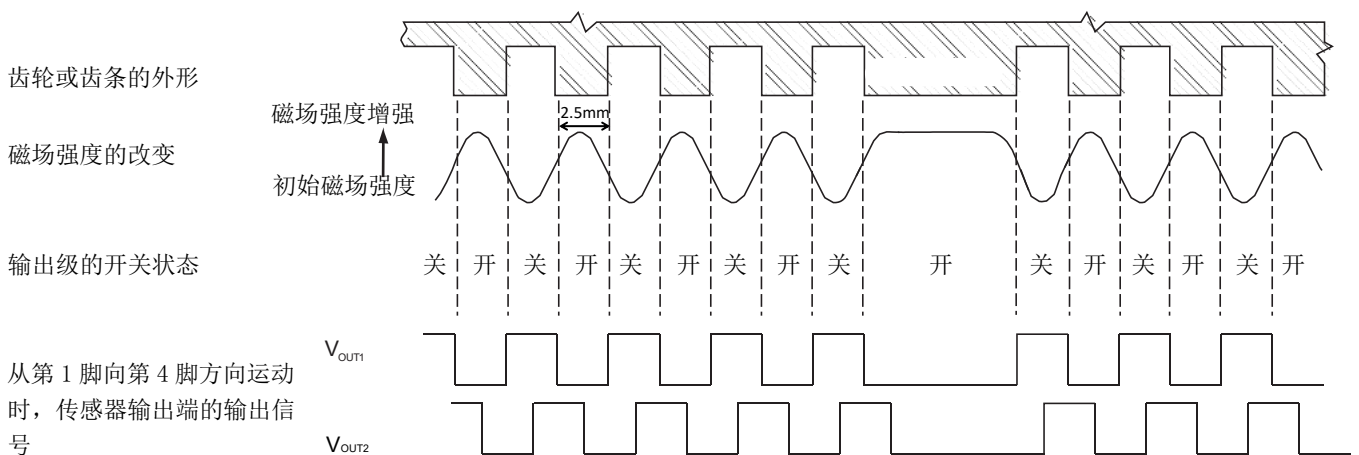 齿轮或齿条的外形
磁场强度增强
2.5mm
磁场强度的改变
初始磁场强度
输出级的开关状态
关 开 关 开 关 开 关 开 关 开 关 开 关 开 关 开
VOUT1
从第 1 脚向第 4 脚方向运动
时，传感器输出端的输出信
号
VOUT2